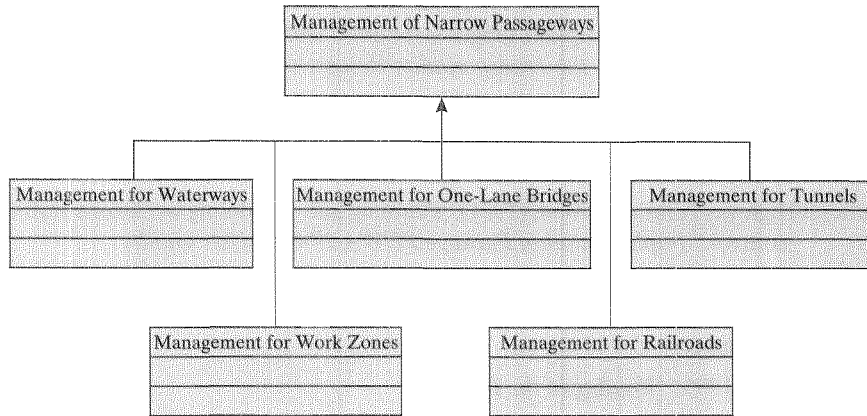 Management of Narrow Passageways
Management for Waterways
Management for One-Lane Bridges
Management for Tunnels
Management for Work Zones
Management for Railroads